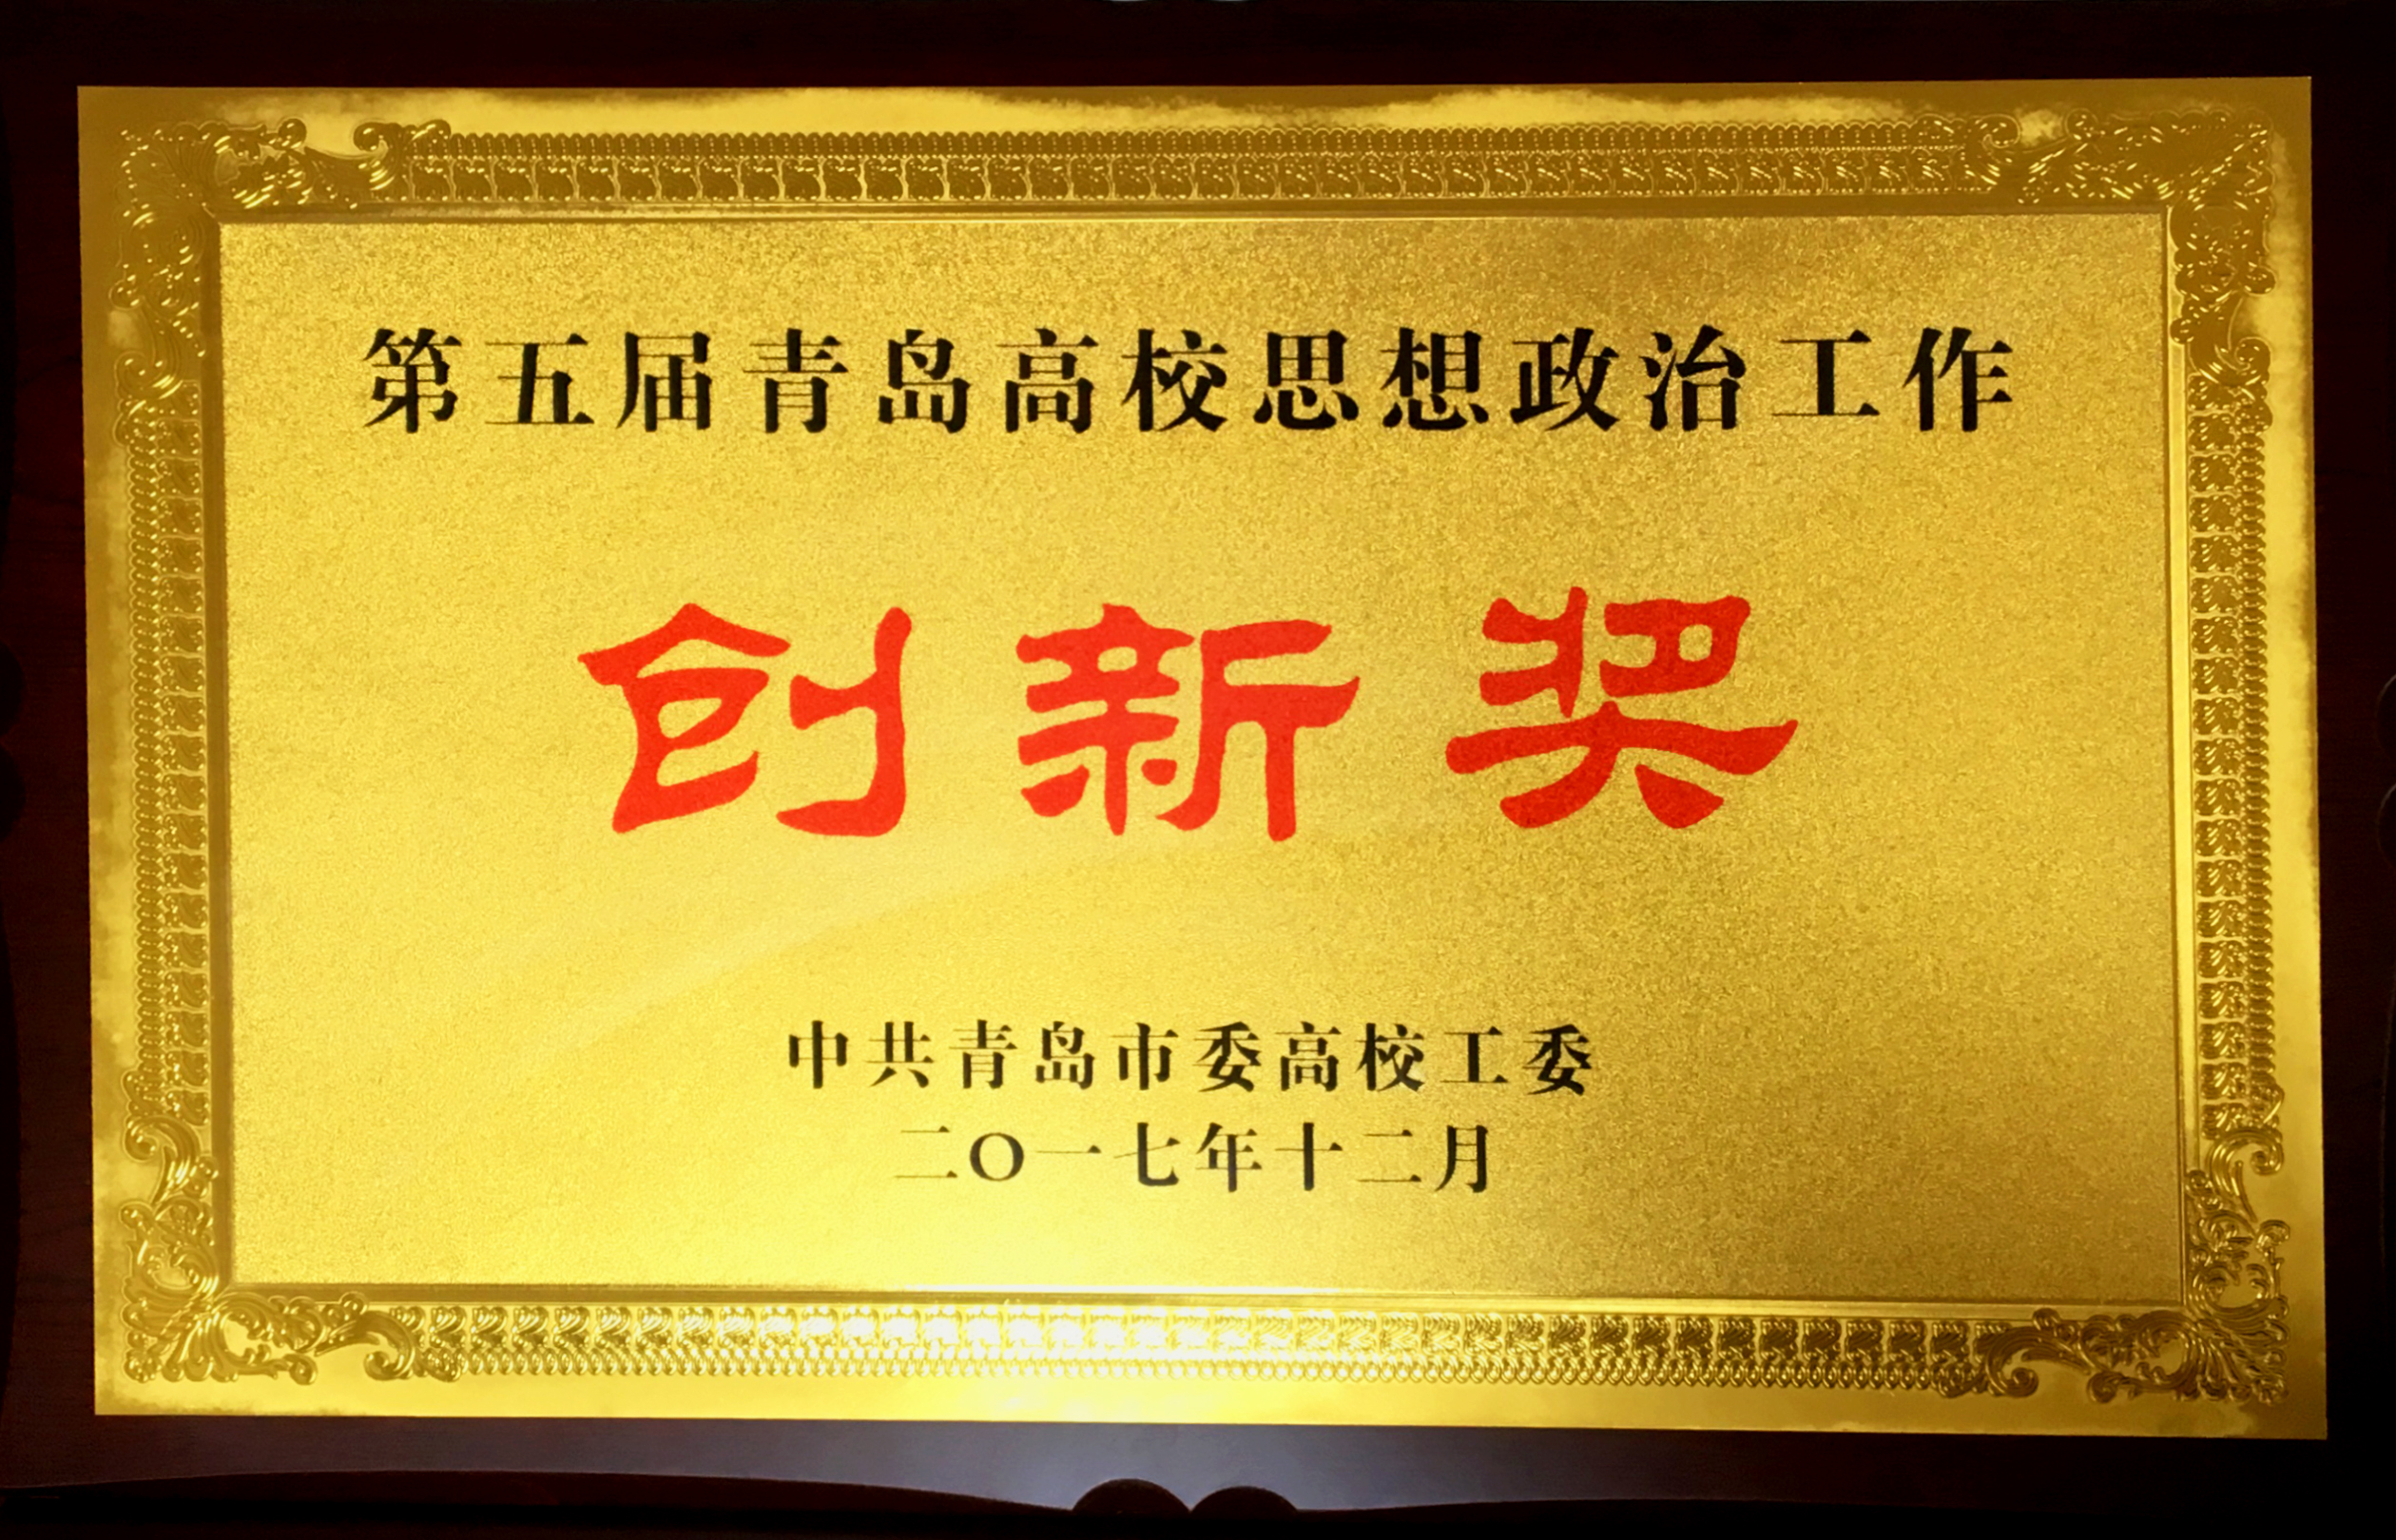 第五届青岛高校思想政治工作
创新奖
中共青岛市委高校工委
二〇一七年十二月